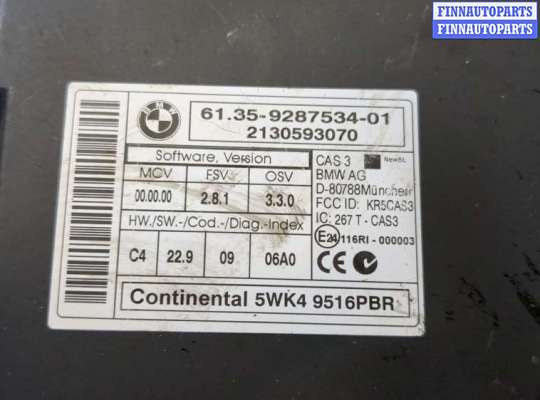 FINNAUTOPARTS
FINNAUTOPARTS
BMW
61.35-9287534-01
2130593070
Software, Version
MCV FSV OSV
00.00.00 2.8.1 3.3.0
HW./SW.-/Cod.-/Diag.-Index
C4 22.9 09 06A0
CAS 3 NewBL
BMW AG
D-80788München
FCC ID: KR5CAS3
IC: 267 T - CAS3
E24 116RI - 000003
CE
Continental 5WK4 9516PBR